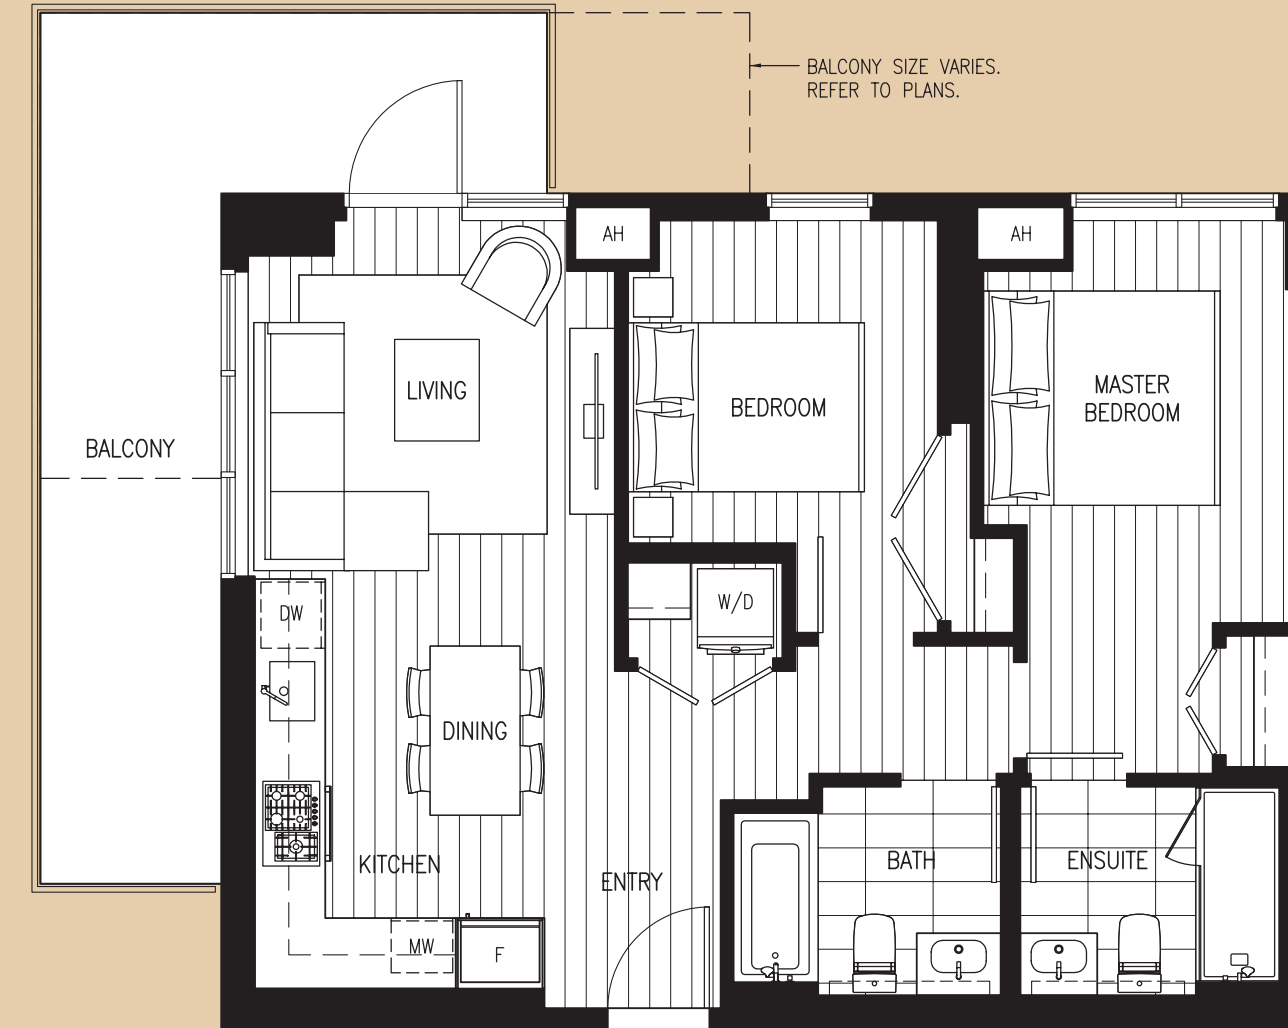 BALCONY SIZE VARIES.
REFER TO PLANS.
AH
AH
LIVING
BEDROOM
MASTER
BEDROOM
BALCONY
DW
W/D
DINING
KITCHEN
ENTRY
BATH
ENSUITE
MW
F